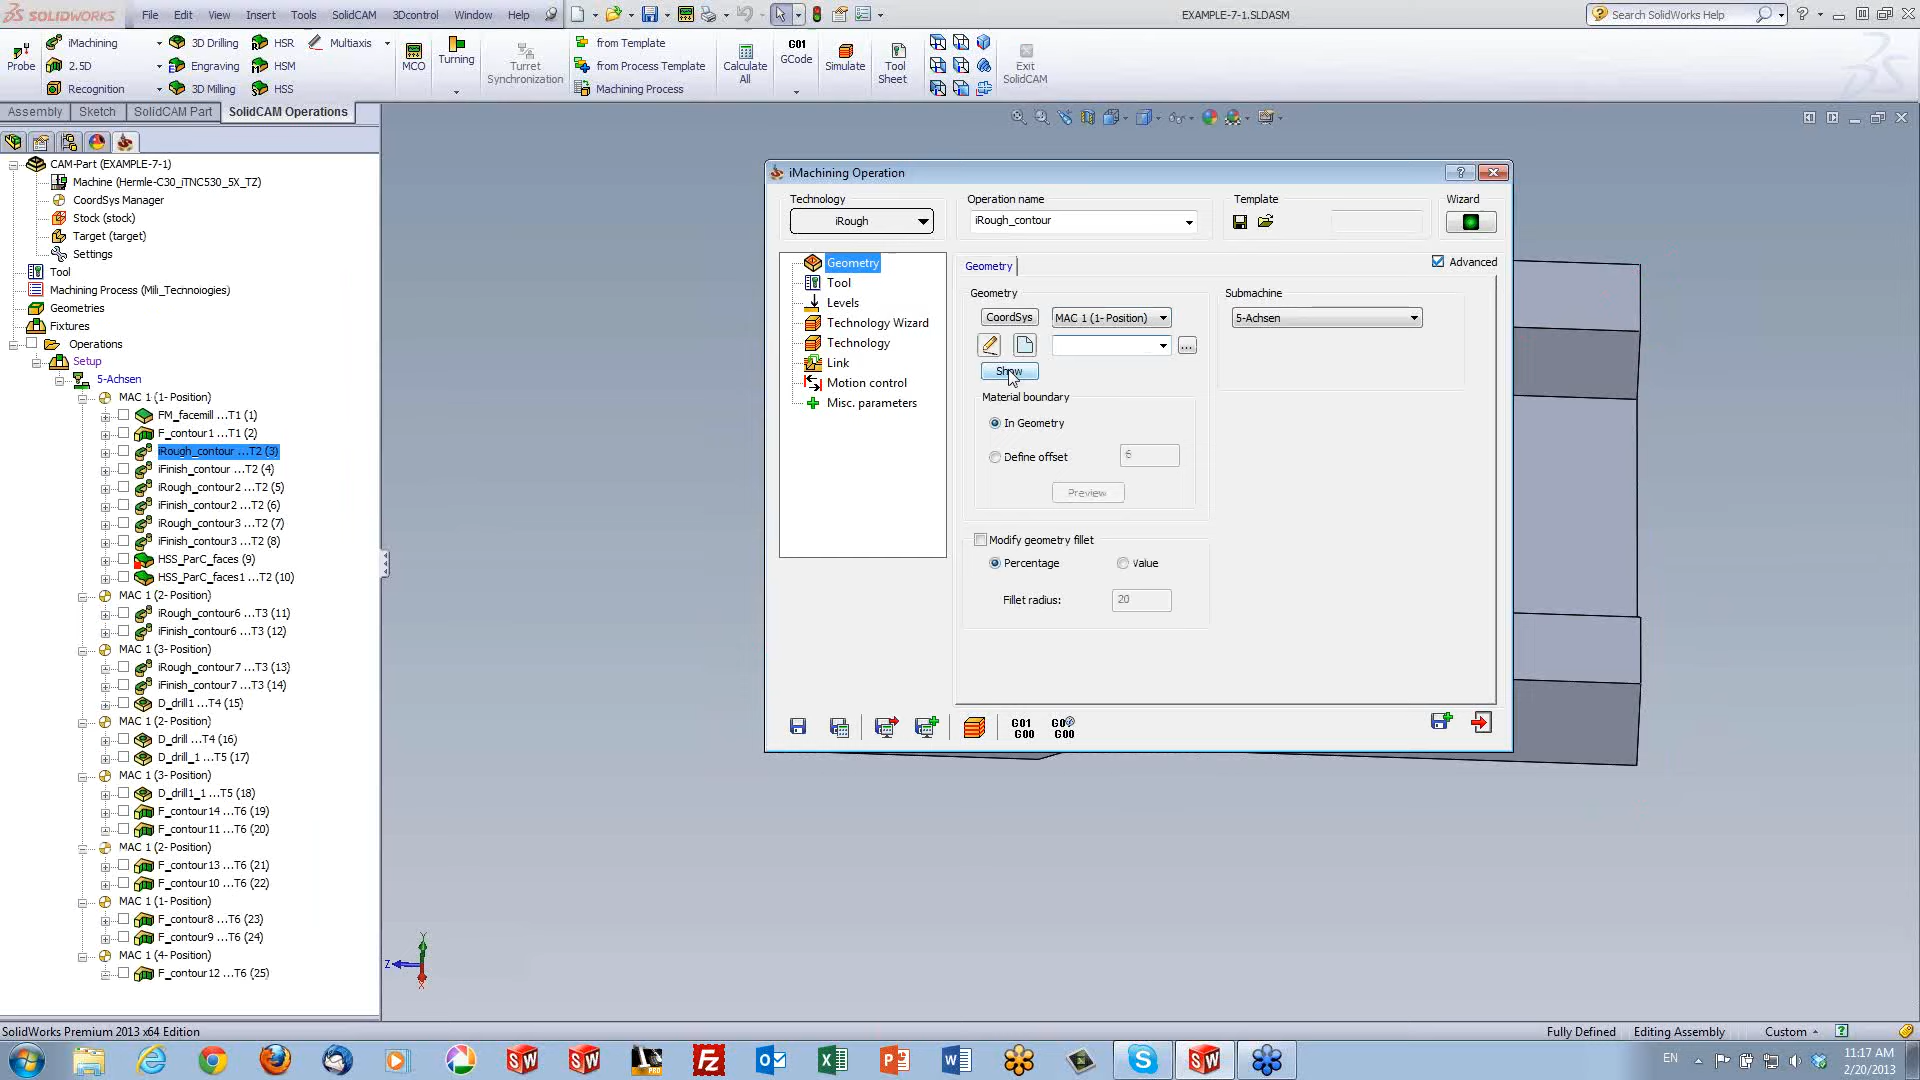 SOLIDWORKS File Edit View Insert Tools SolidCAM 3Dcontrol Window Help EXAMPLE-7-1.SLDASM Search SolidWorks Help
Probe iMachining 3D Drilling HSR Multiaxis MCO Turning Turret Synchronization from Template Calculate All GCode Simulate Tool Sheet Exit SolidCAM
2.5D Engraving HSM from Process Template
Recognition 3D Milling HSS Machining Process
Assembly Sketch SolidCAM Part SolidCAM Operations
CAM-Part (EXAMPLE-7-1)
Machine (Hermle-C30_iTNC530_5X_TZ)
CoordSys Manager
Stock (stock)
Target (target)
Settings
Tool
Machining Process (Mill_Technologies)
Geometries
Fixtures
Operations
Setup
5-Achsen
MAC 1 (1- Position)
FM_facemill ...T1 (1)
F_contour1 ...T1 (2)
iRough_contour ...T2 (3)
iFinish_contour ...T2 (4)
iRough_contour2 ...T2 (5)
iFinish_contour2 ...T2 (6)
iRough_contour3 ...T2 (7)
iFinish_contour3 ...T2 (8)
HSS_ParC_faces (9)
HSS_ParC_faces1 ...T2 (10)
MAC 1 (2- Position)
iRough_contour6 ...T3 (11)
iFinish_contour6 ...T3 (12)
MAC 1 (3- Position)
iRough_contour7 ...T3 (13)
iFinish_contour7 ...T3 (14)
D_drill1 ...T4 (15)
MAC 1 (2- Position)
D_drill ...T4 (16)
D_drill_1 ...T5 (17)
MAC 1 (3- Position)
D_drill1_1 ...T5 (18)
F_contour14 ...T6 (19)
F_contour11 ...T6 (20)
MAC 1 (2- Position)
F_contour13 ...T6 (21)
F_contour10 ...T6 (22)
MAC 1 (1- Position)
F_contour8 ...T6 (23)
F_contour9 ...T6 (24)
MAC 1 (4- Position)
F_contour12 ...T6 (25)
iMachining Operation
Technology Operation name Template Wizard
iRough iRough_contour
Geometry
Tool
Levels
Technology Wizard
Technology
Link
Motion control
Misc. parameters
Geometry Advanced
Geometry Submachine
CoordSys MAC 1 (1- Position) 5-Achsen
...
Show
Material boundary
In Geometry
Define offset 6
Preview
Modify geometry fillet
Percentage Value
Fillet radius: 20
G01 G00 G0 G00
Y
Z
X
SolidWorks Premium 2013 x64 Edition Fully Defined Editing Assembly Custom
EN 11:17 AM
2/20/2013